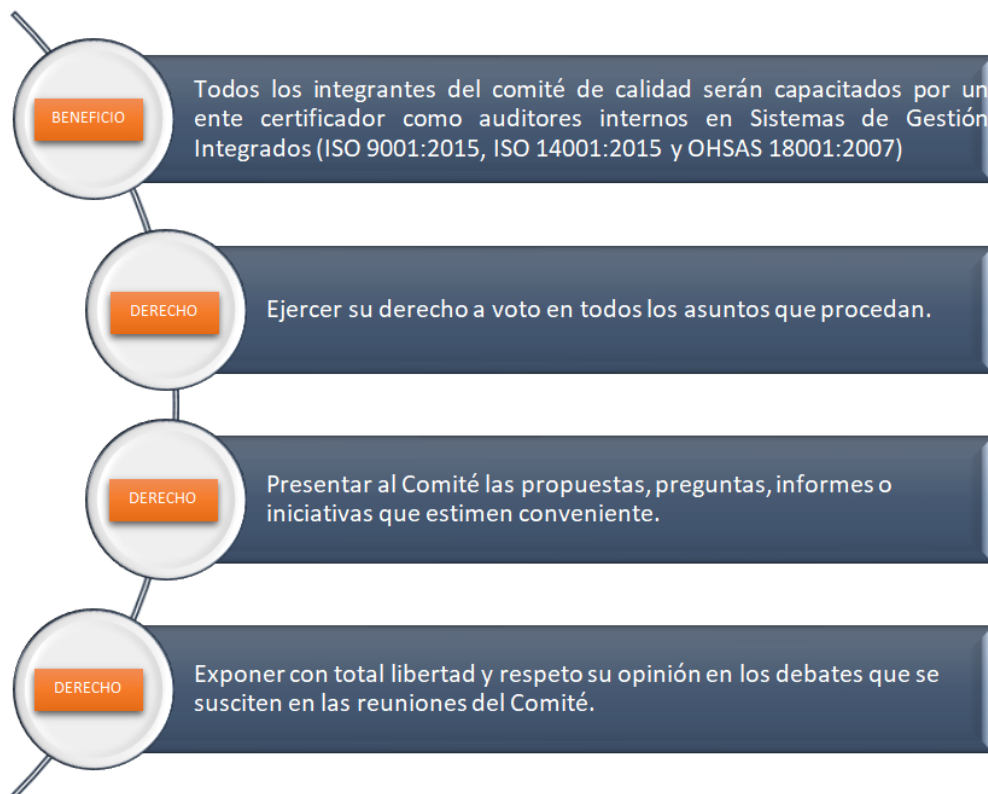 BENEFICIO
Todos los integrantes del comité de calidad serán capacitados por un
ente certificador como auditores internos en Sistemas de Gestión
Integrados (ISO 9001:2015, ISO 14001:2015 y OHSAS 18001:2007)
DERECHO
Ejercer su derecho a voto en todos los asuntos que procedan.
DERECHO
Presentar al Comité las propuestas, preguntas, informes o
iniciativas que estimen conveniente.
DERECHO
Exponer con total libertad y respeto su opinión en los debates que se
susciten en las reuniones del Comité.